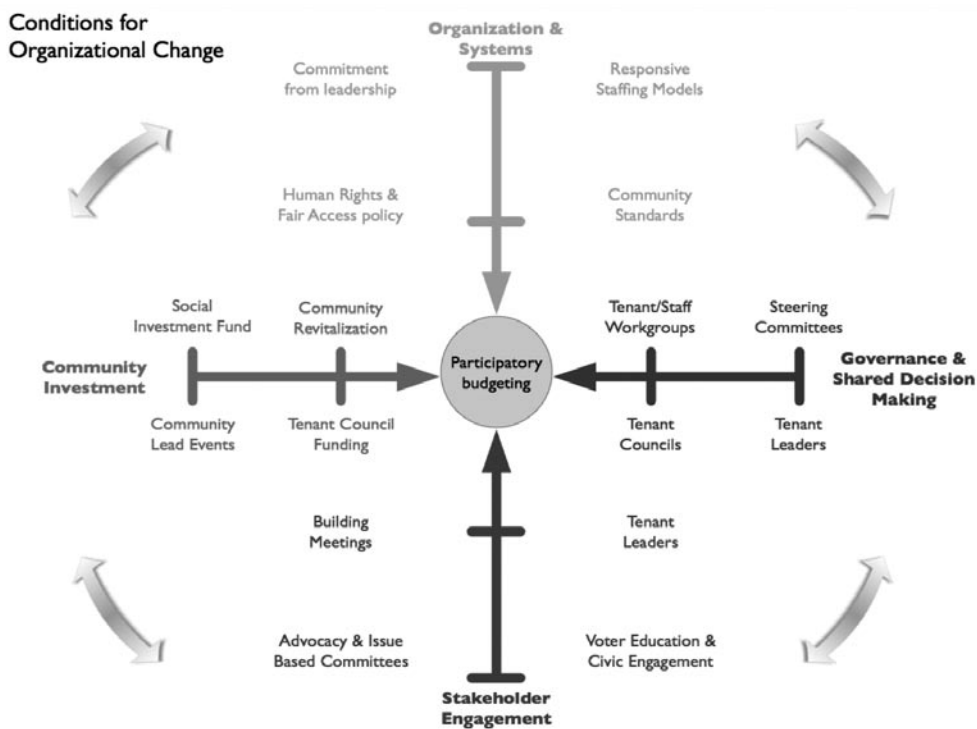 Conditions for
Organizational Change
Organization &
Systems
Commitment
from leadership
Responsive
Staffing Models
Human Rights &
Fair Access policy
Community
Standards
Social
Investment Fund
Community
Revitalization
Tenant/Staff
Workgroups
Steering
Committees
Community
Investment
Participatory
budgeting
Governance &
Shared Decision
Making
Community
Lead Events
Tenant Council
Funding
Tenant
Councils
Tenant
Leaders
Building
Meetings
Tenant
Leaders
Advocacy & Issue
Based Committees
Voter Education &
Civic Engagement
Stakeholder
Engagement